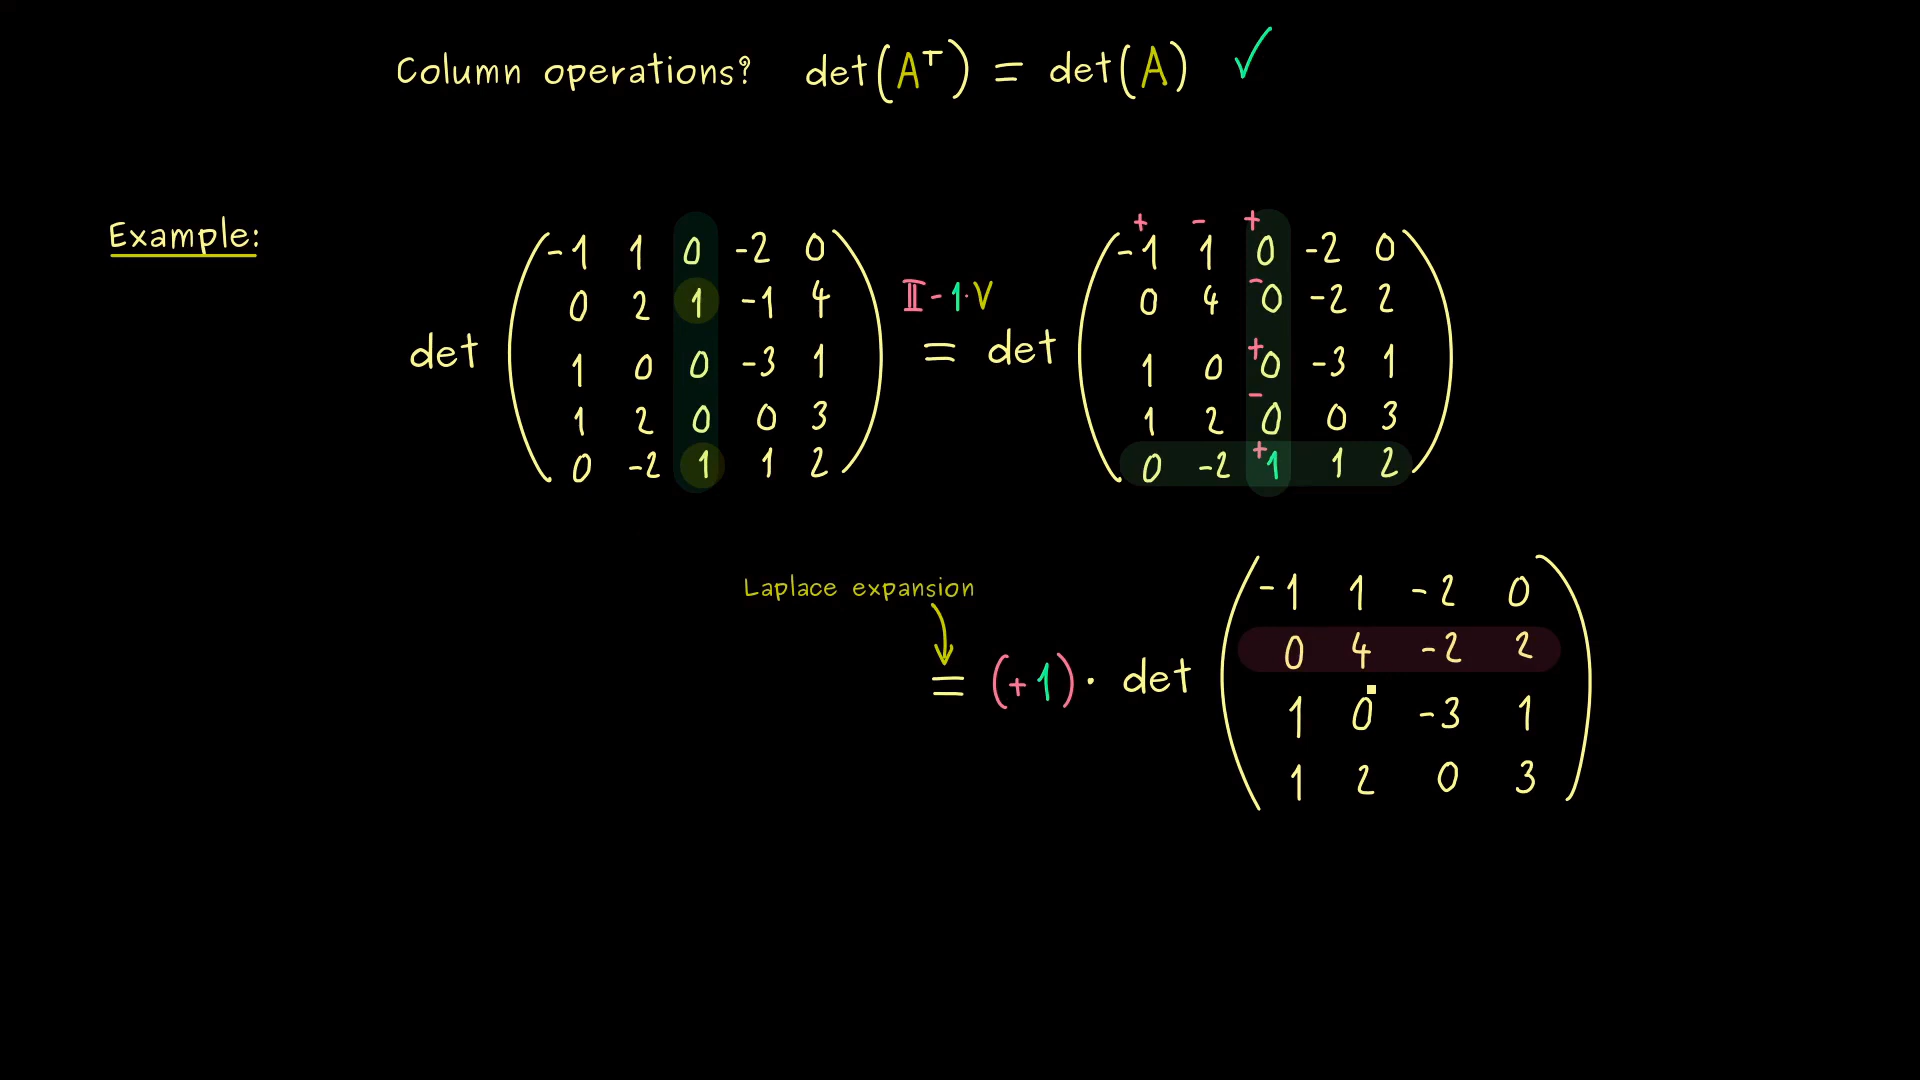 Column operations? det(Aᵀ) = det(A) ✓
Example:
det ( -1 1 0 -2 0 ) II - 1·V = det ( + - +
-1 1 0 -2 0 )
0 2 1 -1 4 - 0 4 0 -2 2
1 0 0 -3 1 + 1 0 0 -3 1
1 2 0 0 3 - 1 2 0 0 3
0 -2 1 1 2 + 0 -2 1 1 2
Laplace expansion
= (+1) · det ( -1 1 -2 0 )
0 4 -2 2
1 0 -3 1
1 2 0 3